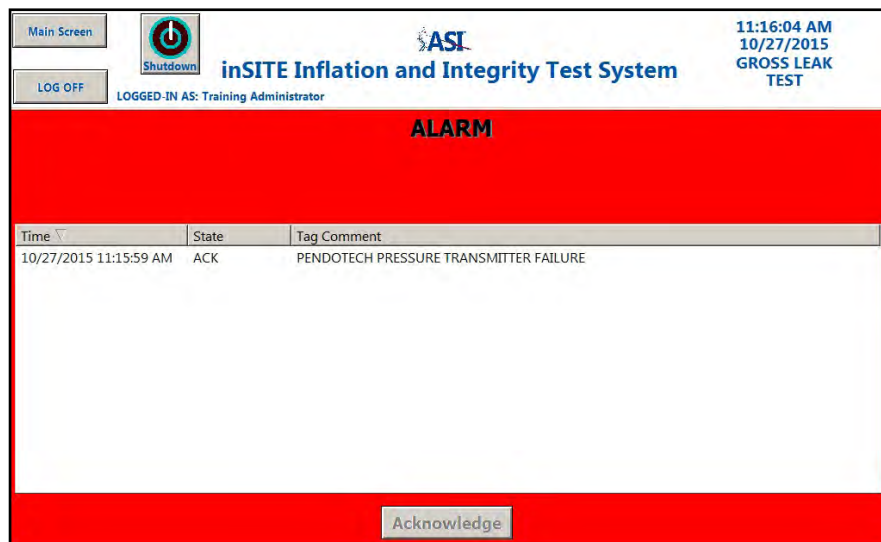 Main Screen
LOG OFF
Shutdown
LOGGED-IN AS: Training Administrator
ASI
inSITE Inflation and Integrity Test System
11:16:04 AM
10/27/2015
GROSS LEAK
TEST
ALARM
Time State Tag Comment
10/27/2015 11:15:59 AM ACK PENDOTECH PRESSURE TRANSMITTER FAILURE
Acknowledge